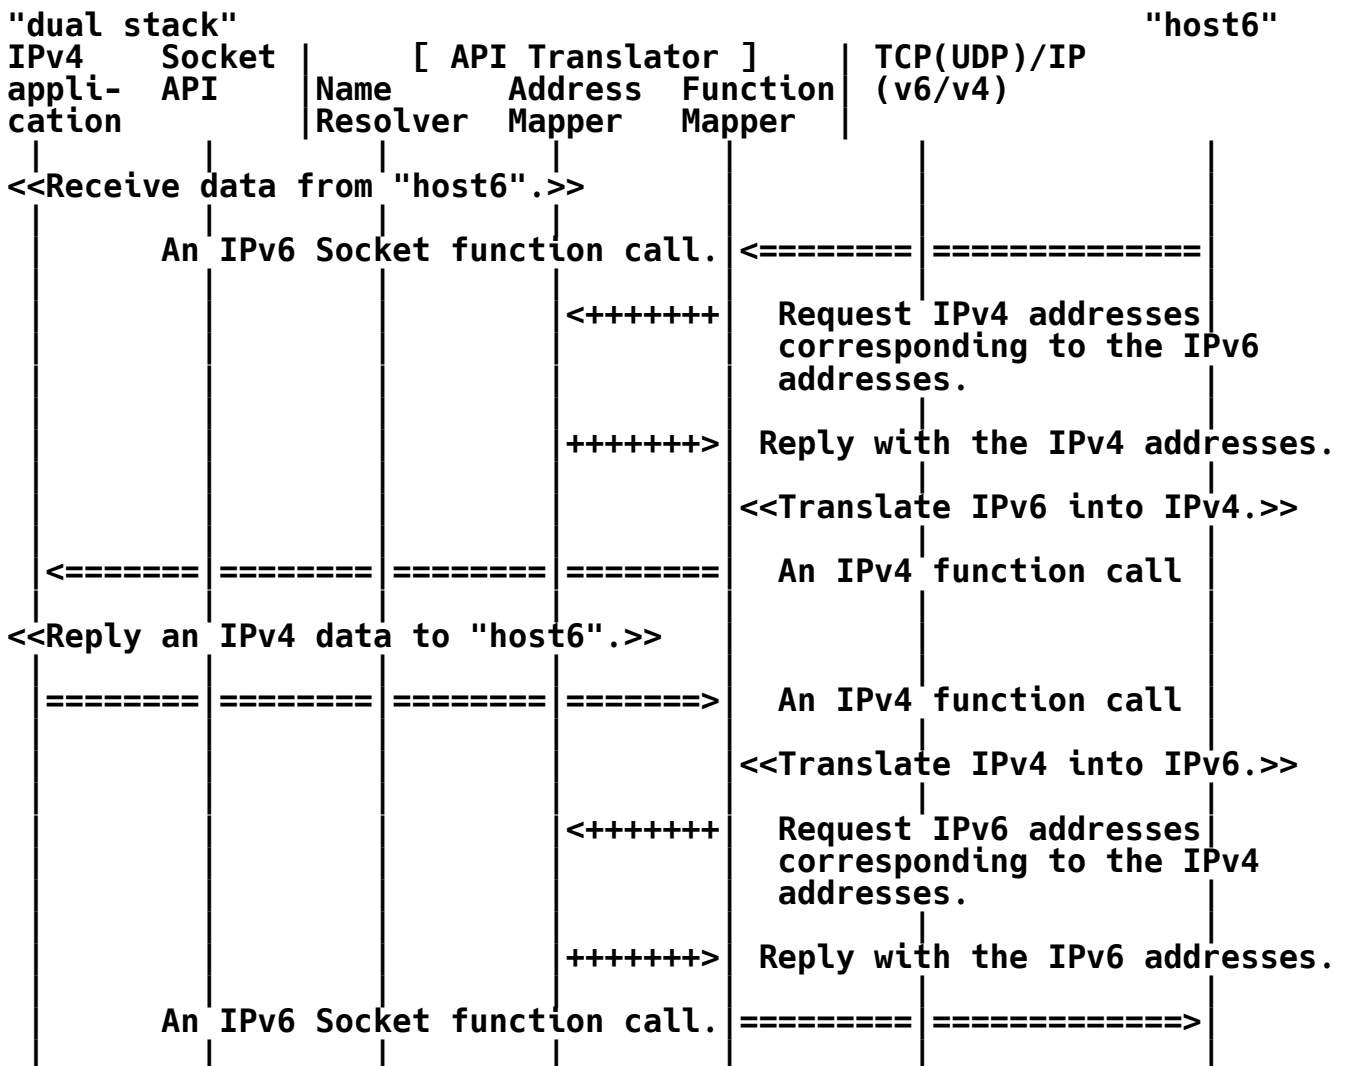 "dual stack" "host6"
IPv4 Socket | [ API Translator ] | TCP(UDP)/IP
appli- API |Name Address Function| (v6/v4)
cation |Resolver Mapper Mapper |
| | | | | | |
<<Receive data from "host6".>> | | |
| | | | | | |
| An IPv6 Socket function call.|<========|==============|
| | | | | | |
| | | |<+++++++| Request IPv4 addresses|
| | | | | corresponding to the IPv6
| | | | | addresses. |
| | | | | | |
| | | |+++++++>| Reply with the IPv4 addresses.
| | | | | | |
| | | | |<<Translate IPv6 into IPv4.>>
| | | | | | |
|<=======|========|========|========| An IPv4 function call |
| | | | | | |
<<Reply an IPv4 data to "host6".>> | | |
| | | | | | |
|========|========|========|=======>| An IPv4 function call |
| | | | | | |
| | | | |<<Translate IPv4 into IPv6.>>
| | | | | | |
| | | |<+++++++| Request IPv6 addresses|
| | | | | corresponding to the IPv4
| | | | | addresses. |
| | | | | | |
| | | |+++++++>| Reply with the IPv6 addresses.
| | | | | | |
| An IPv6 Socket function call.|=========|=============>|
| | | | | | |